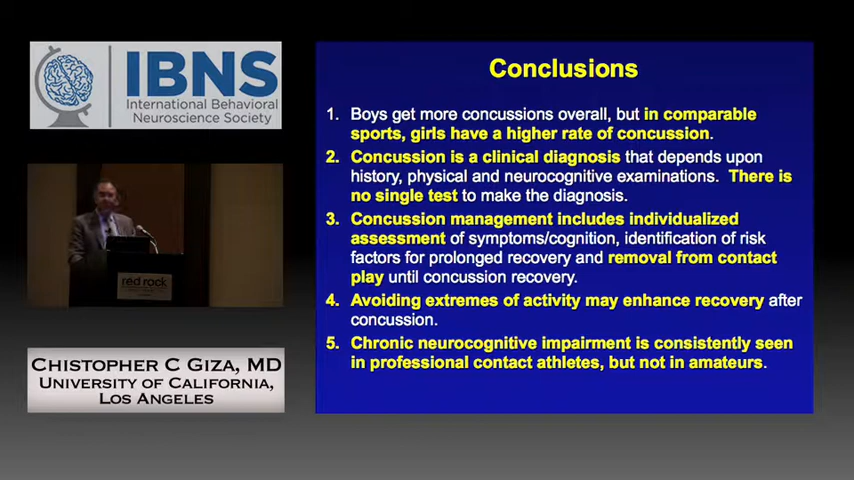 IBNS
International Behavioral
Neuroscience Society
red rock
CHISTOPHER C GIZA, MD
UNIVERSITY OF CALIFORNIA,
LOS ANGELES
Conclusions
1. Boys get more concussions overall, but in comparable
sports, girls have a higher rate of concussion.
2. Concussion is a clinical diagnosis that depends upon
history, physical and neurocognitive examinations. There is
no single test to make the diagnosis.
3. Concussion management includes individualized
assessment of symptoms/cognition, identification of risk
factors for prolonged recovery and removal from contact
play until concussion recovery.
4. Avoiding extremes of activity may enhance recovery after
concussion.
5. Chronic neurocognitive impairment is consistently seen
in professional contact athletes, but not in amateurs.